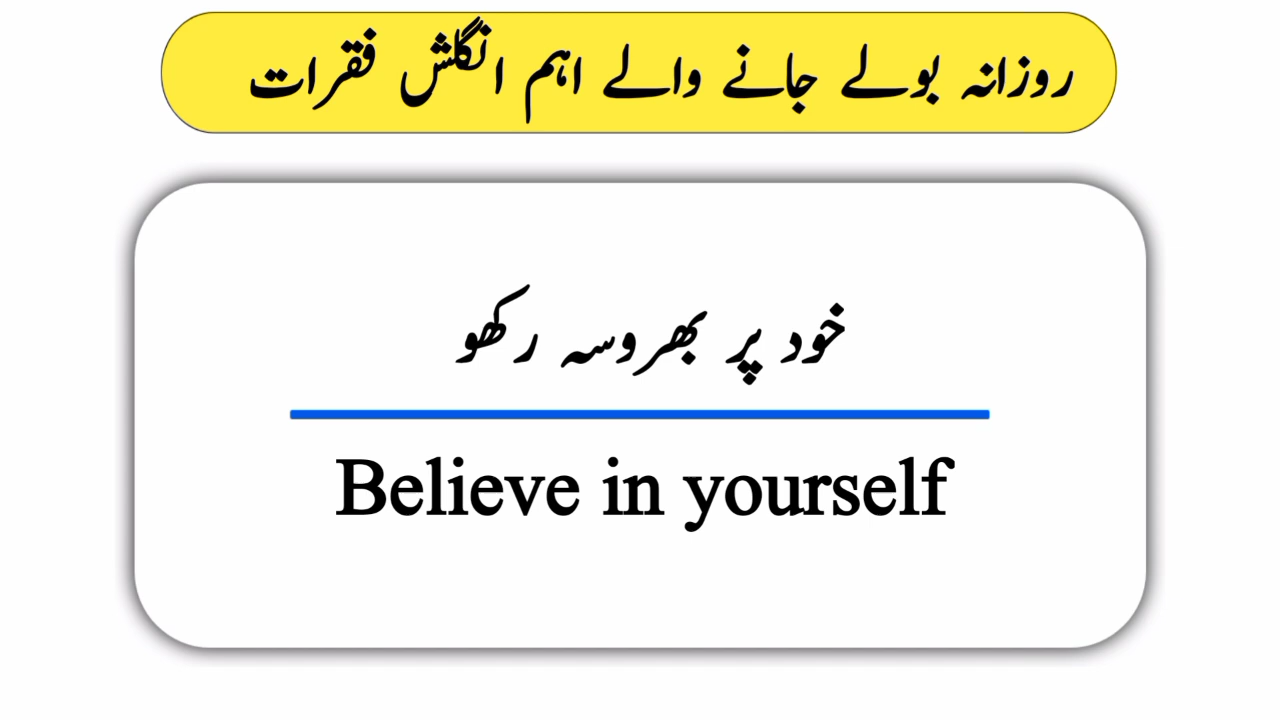 روزانہ بولے جانے والے اہم انگلش فقرات
خود پر بھروسہ رکھو
Believe in yourself